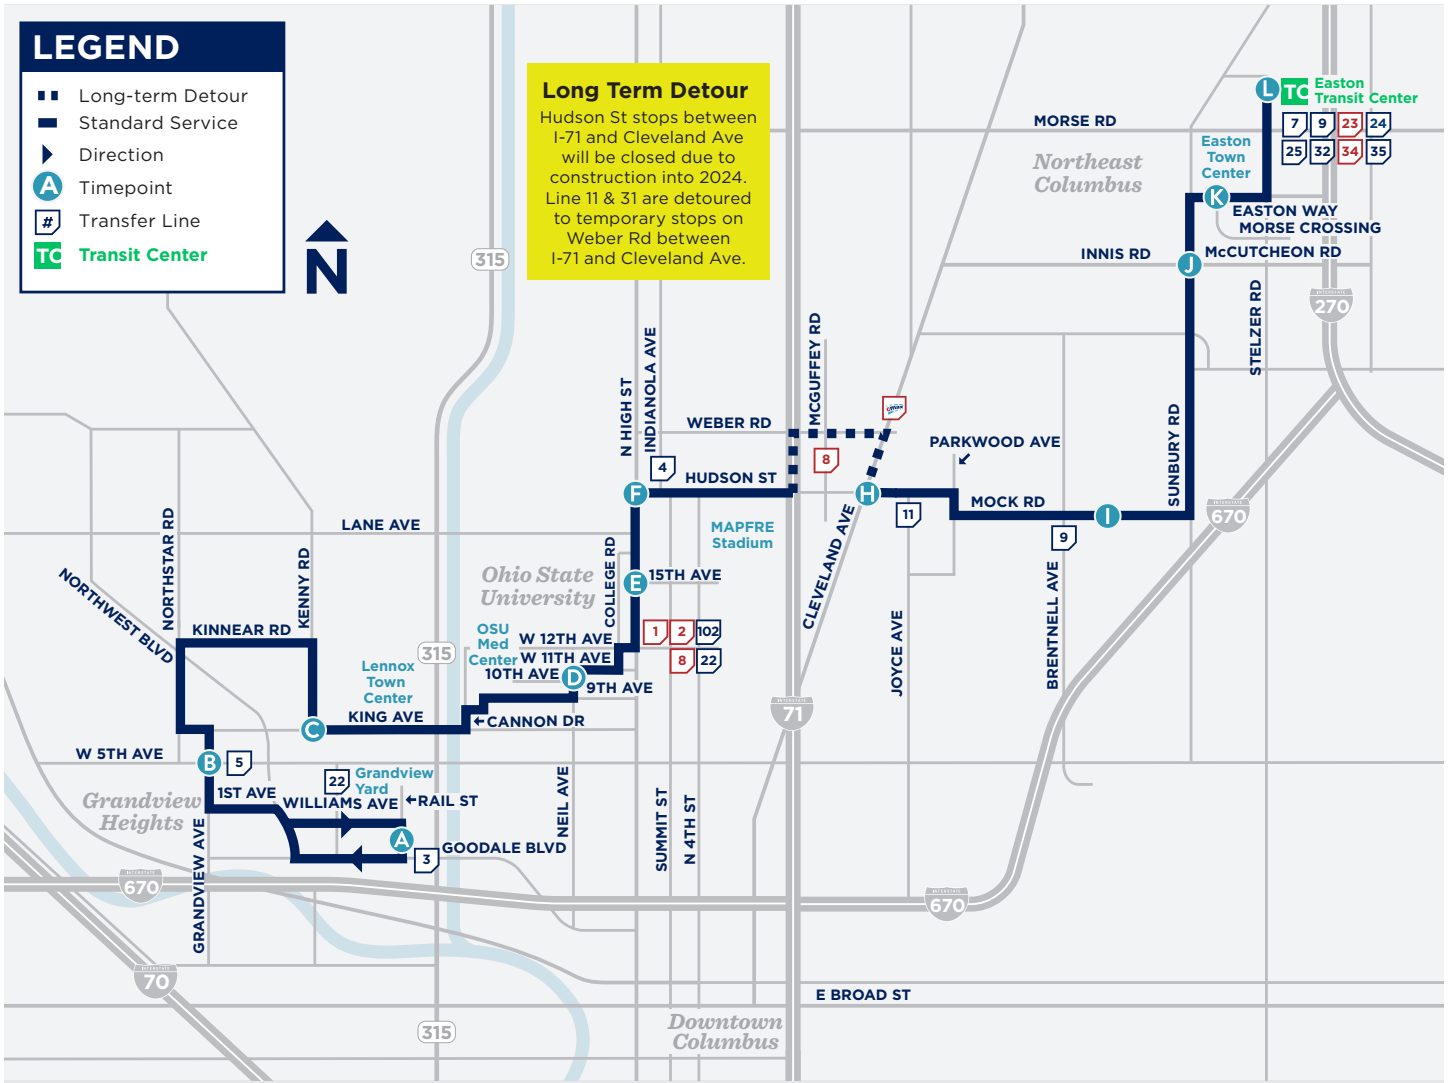 LEGEND
Long-term Detour
Standard Service
Direction
A
Timepoint
#
Transfer Line
TC
Transit Center
N
Long Term Detour
Hudson St stops between
I-71 and Cleveland Ave
will be closed due to
construction into 2024.
Line 11 & 31 are detoured
to temporary stops on
Weber Rd between
I-71 and Cleveland Ave.
315
L
TC
Easton
Transit Center
7
9
23
24
25
32
34
35
MORSE RD
Northeast
Columbus
Easton
Town
Center
K
EASTON WAY
MORSE CROSSING
INNIS RD
J
McCUTCHEON RD
STELZER RD
INTERSTATE
270
SUNBURY RD
INTERSTATE
670
N HIGH ST
INDIANOLA AVE
MCGUFFEY RD
WEBER RD
cmax
8
4
F
HUDSON ST
H
PARKWOOD AVE
MOCK RD
I
11
9
CLEVELAND AVE
JOYCE AVE
BRENTNELL AVE
MAPFRE
Stadium
LANE AVE
COLLEGE RD
Ohio State
University
E
15TH AVE
1
2
102
8
22
NORTHSTAR RD
NORTHWEST BLVD
KENNY RD
KINNEAR RD
315
OSU
Med
Center
W 12TH AVE
W 11TH AVE
10TH AVE
D
9TH AVE
Lennox
Town
Center
C
KING AVE
CANNON DR
INTERSTATE
71
W 5TH AVE
B
5
1ST AVE
22
Grandview
Yard
WILLIAMS AVE
RAIL ST
A
Grandview
Heights
GOODALE BLVD
3
GRANDVIEW AVE
NEIL AVE
SUMMIT ST
N 4TH ST
INTERSTATE
670
INTERSTATE
670
INTERSTATE
70
315
E BROAD ST
Downtown
Columbus